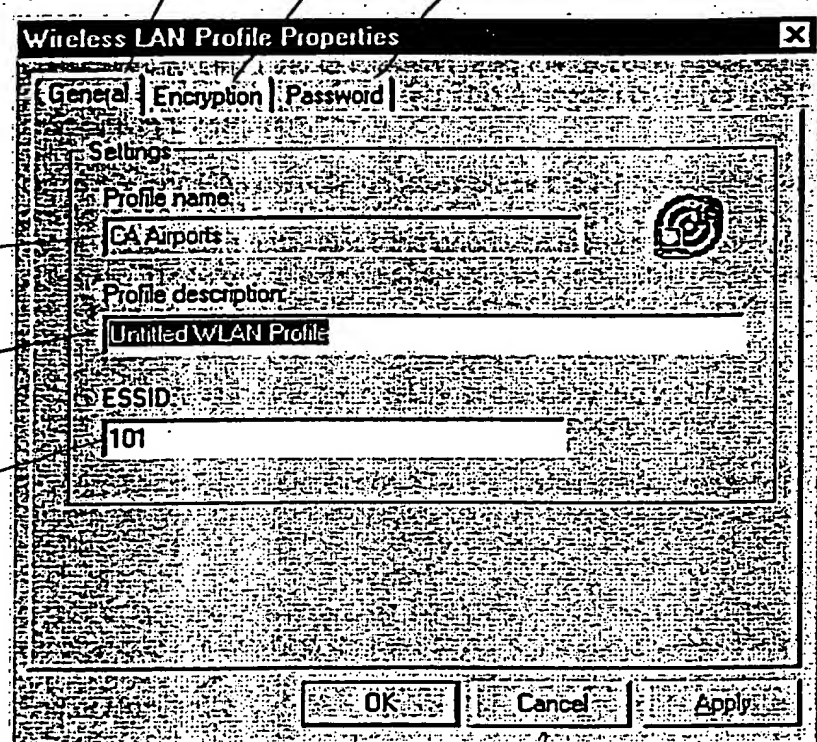 Wireless LAN Profile Properties
General Encryption Password
Settings
Profile name:
CA Airports
Profile description:
Untitled WLAN Profile
ESSID:
101
OK Cancel Apply